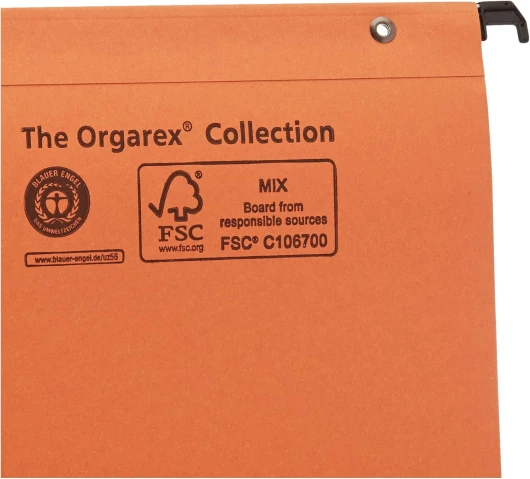 The Orgarex® Collection
BLAUER ENGEL
DAS UMWELTZEICHEN
www.blauer-engel.de/uz56
®
FSC
www.fsc.org
MIX
Board from
responsible sources
FSC® C106700